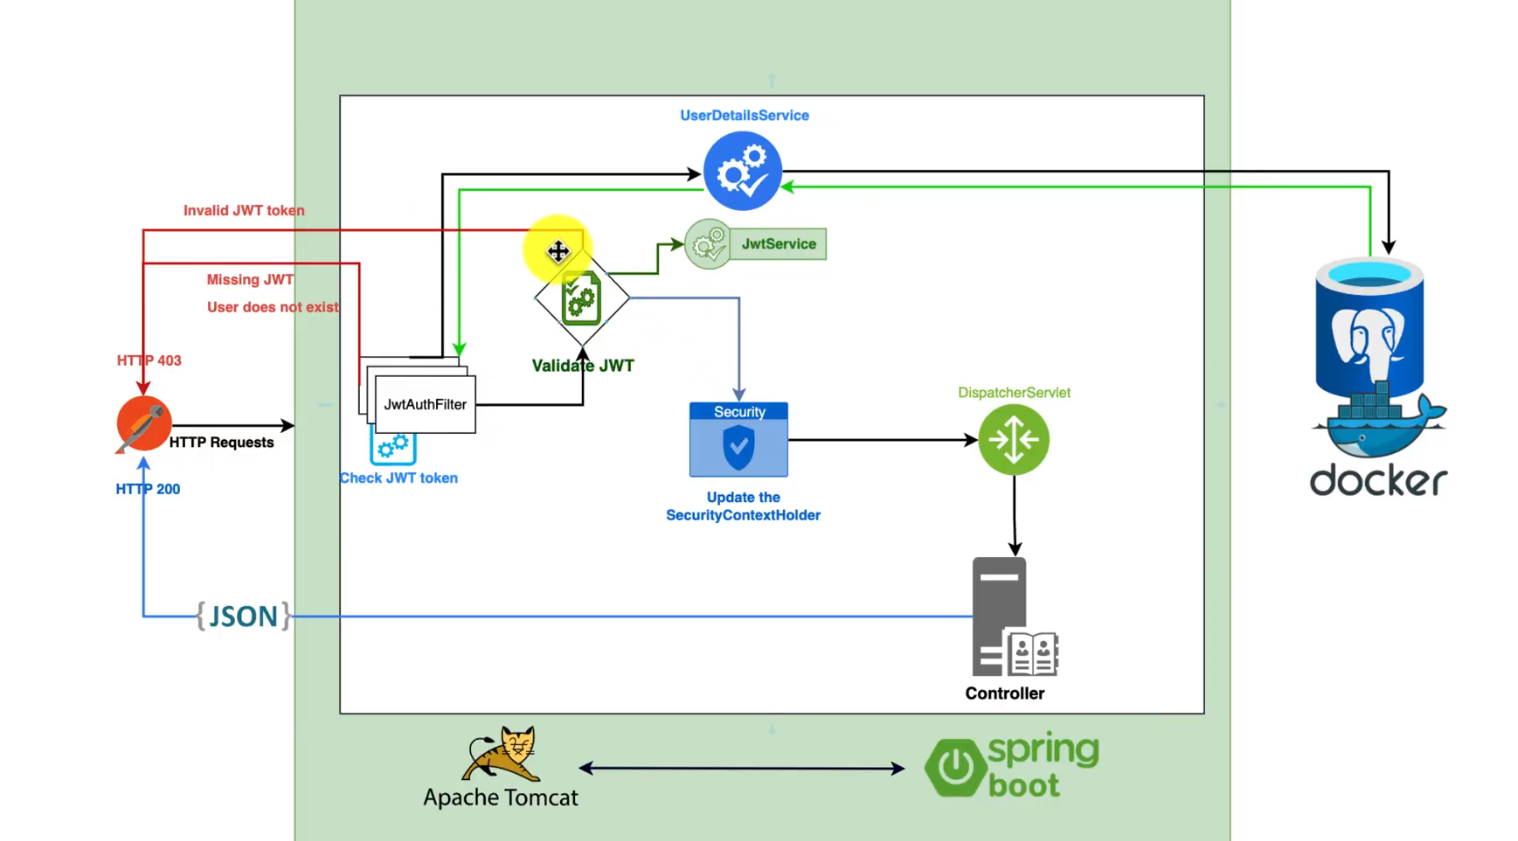 UserDetailsService
Invalid JWT token
JwtService
Missing JWT
User does not exist
HTTP 403
Validate JWT
JwtAuthFilter
Security
DispatcherServlet
HTTP Requests
Check JWT token
HTTP 200
Update the
SecurityContextHolder
docker
{JSON}
Controller
Apache Tomcat
spring
boot